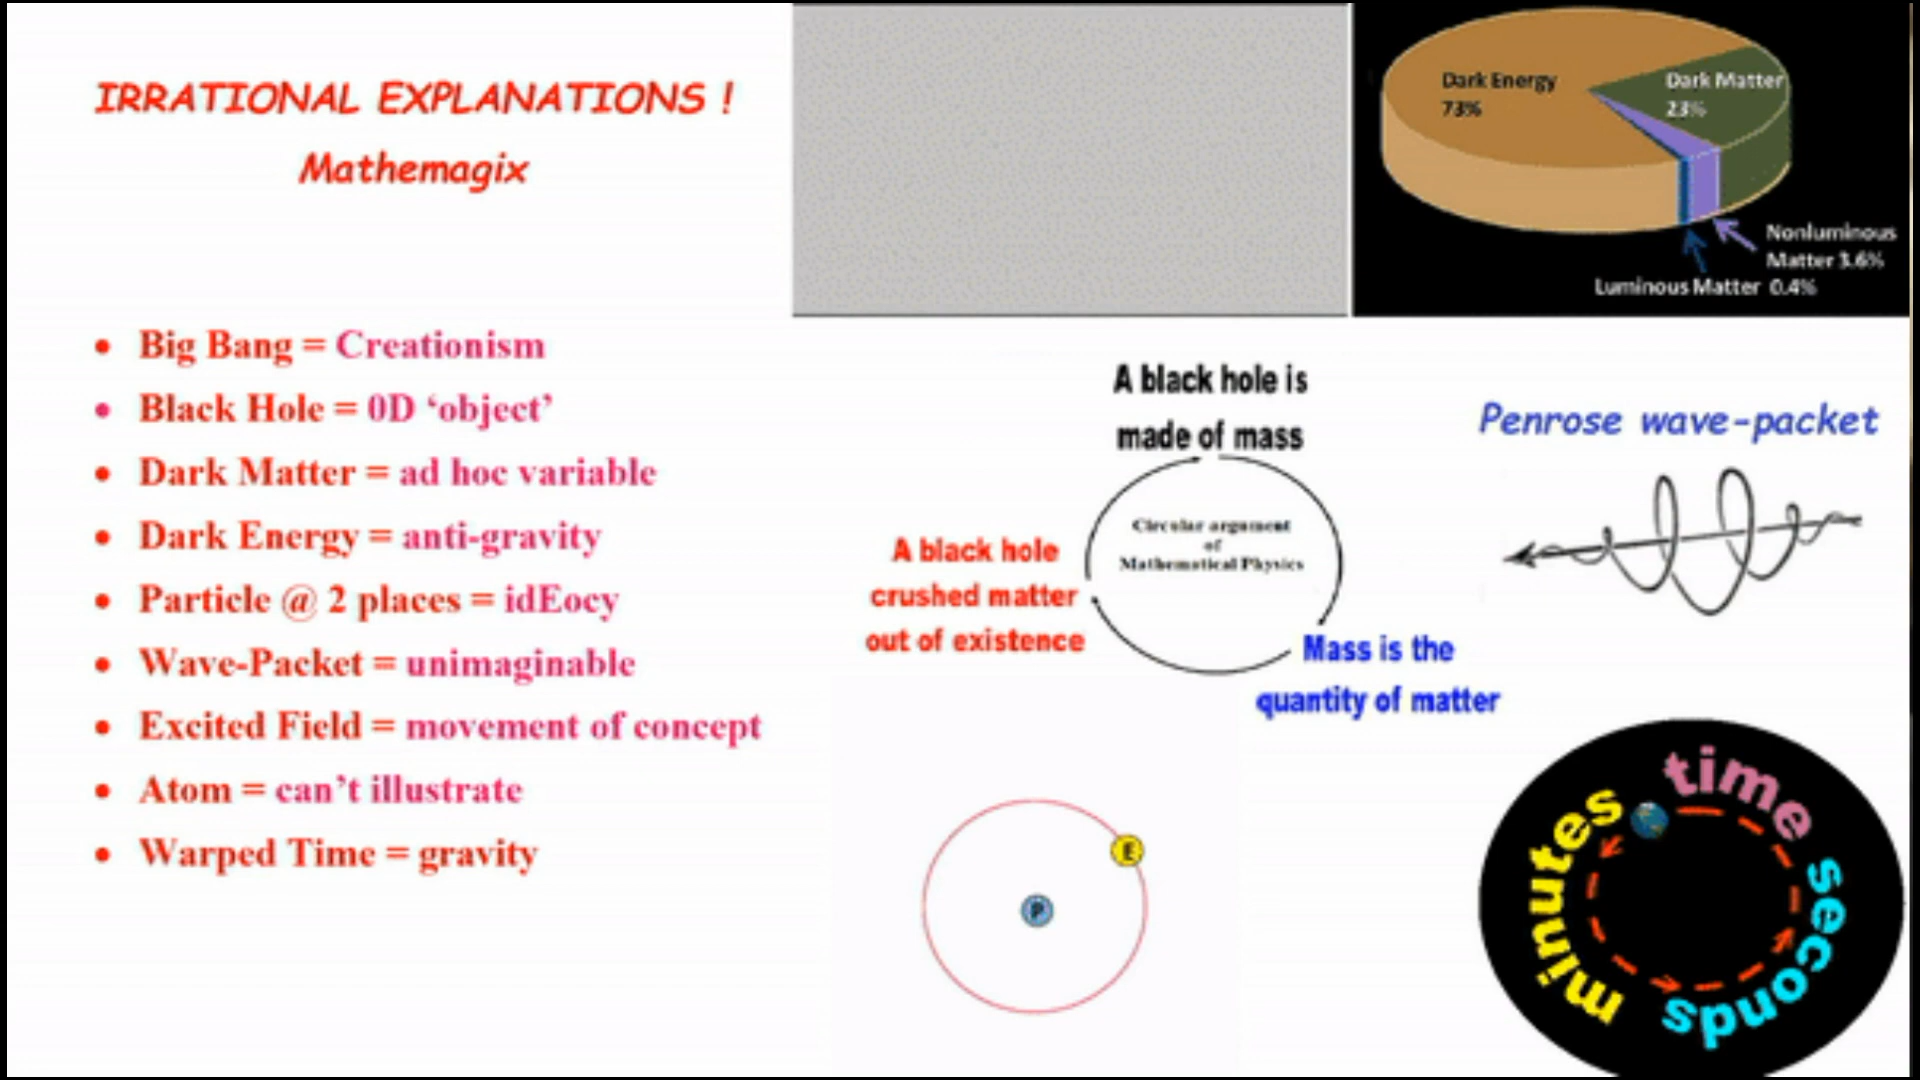 IRRATIONAL EXPLANATIONS !
Mathemagix
• Big Bang = Creationism
• Black Hole = 0D ‘object’
• Dark Matter = ad hoc variable
• Dark Energy = anti-gravity
• Particle @ 2 places = idEocy
• Wave-Packet = unimaginable
• Excited Field = movement of concept
• Atom = can’t illustrate
• Warped Time = gravity
Dark Energy
73%
Dark Matter
23%
Nonluminous
Matter 3.6%
Luminous Matter 0.4%
A black hole is
made of mass
Circular argument
of
Mathematical Physics
A black hole
crushed matter
out of existence
Mass is the
quantity of matter
Penrose wave-packet
E
P
time
minutes
seconds